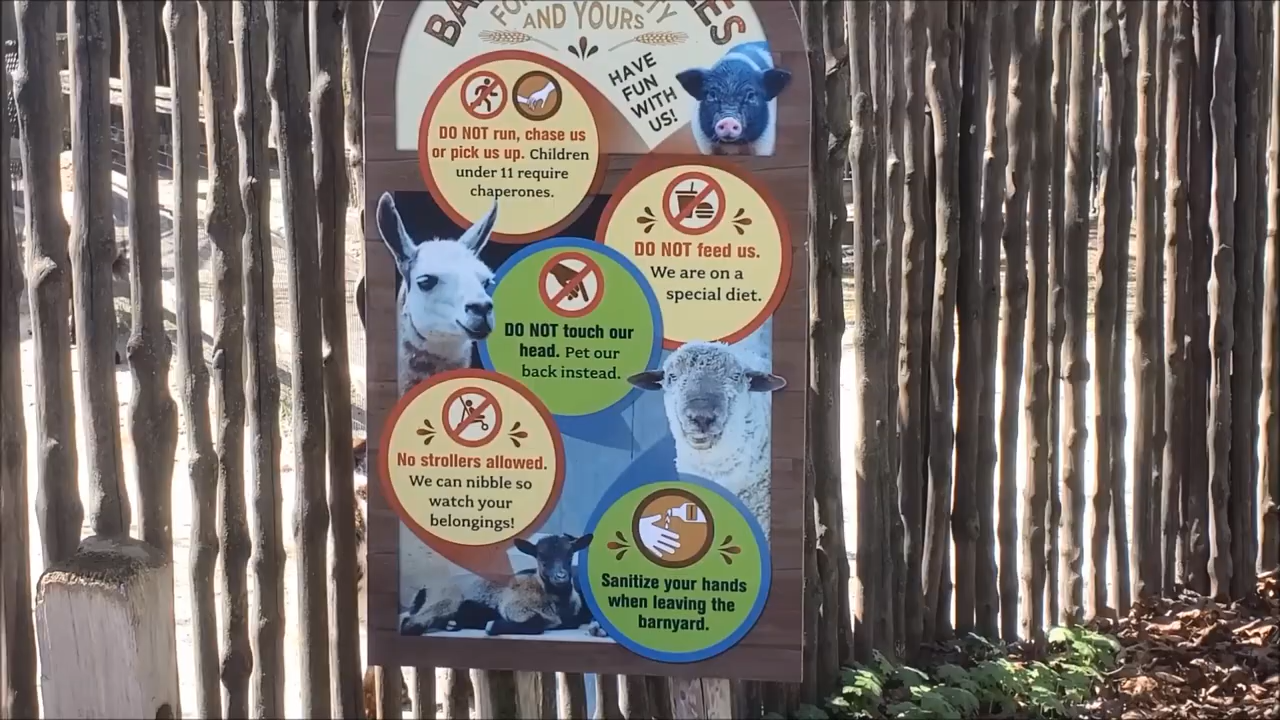 AND YOURS
HAVE
FUN
WITH
US!
DO NOT run, chase us
or pick us up. Children
under 11 require
chaperones.
DO NOT feed us.
We are on a
special diet.
DO NOT touch our
head. Pet our
back instead.
No strollers allowed.
We can nibble so
watch your
belongings!
Sanitize your hands
when leaving the
barnyard.